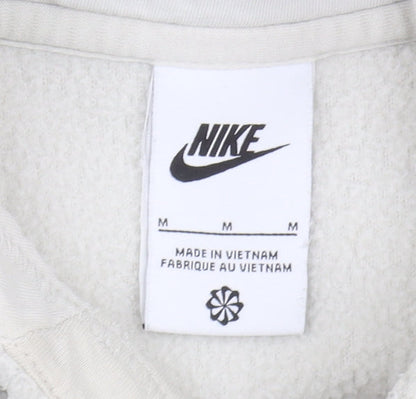 NIKE
M M M
MADE IN VIETNAM
FABRIQUE AU VIETNAM